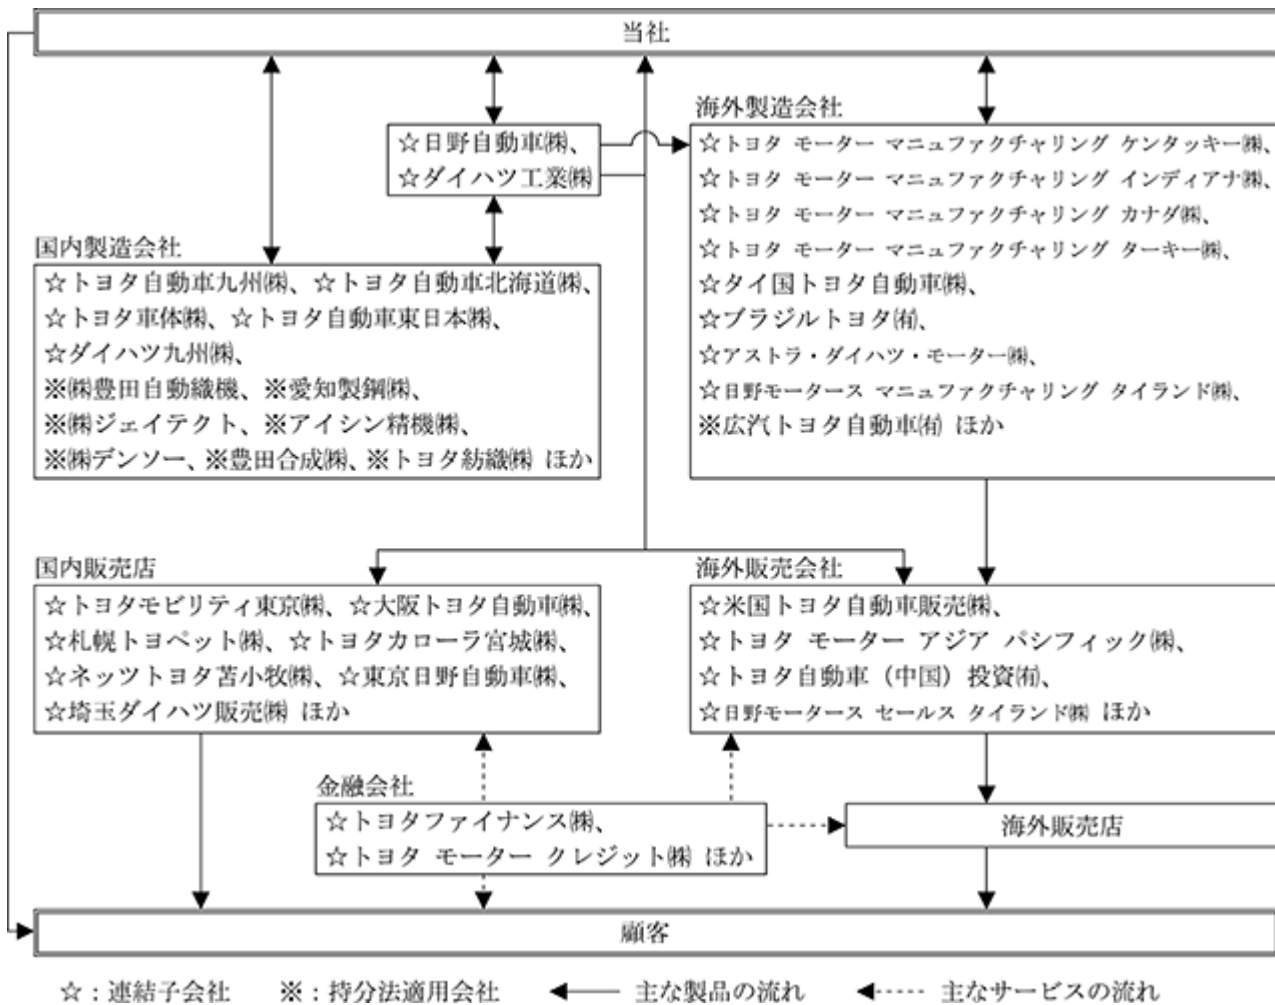 当社
☆日野自動車㈱、
☆ダイハツ工業㈱
海外製造会社
☆トヨタ モーター マニュファクチャリング ケンタッキー㈱、
☆トヨタ モーター マニュファクチャリング インディアナ㈱、
☆トヨタ モーター マニュファクチャリング カナダ㈱、
☆トヨタ モーター マニュファクチャリング ターキー㈱、
☆タイ国トヨタ自動車㈱、
☆ブラジルトヨタ㈲、
☆アストラ・ダイハツ・モーター㈱、
☆日野モータース マニュファクチャリング タイランド㈱、
※広汽トヨタ自動車㈲ ほか
国内製造会社
☆トヨタ自動車九州㈱、☆トヨタ自動車北海道㈱、
☆トヨタ車体㈱、☆トヨタ自動車東日本㈱、
☆ダイハツ九州㈱、
※㈱豊田自動織機、※愛知製鋼㈱、
※㈱ジェイテクト、※アイシン精機㈱、
※㈱デンソー、※豊田合成㈱、※トヨタ紡織㈱ ほか
国内販売店
☆トヨタモビリティ東京㈱、☆大阪トヨタ自動車㈱、
☆札幌トヨペット㈱、☆トヨタカローラ宮城㈱、
☆ネッツトヨタ苫小牧㈱、☆東京日野自動車㈱、
☆埼玉ダイハツ販売㈱ ほか
海外販売会社
☆米国トヨタ自動車販売㈱、
☆トヨタ モーター アジア パシフィック㈱、
☆トヨタ自動車（中国）投資㈲、
☆日野モータース セールス タイランド㈱ ほか
金融会社
☆トヨタファイナンス㈱、
☆トヨタ モーター クレジット㈱ ほか
海外販売店
顧客
☆：連結子会社 ※：持分法適用会社 主な製品の流れ 主なサービスの流れ